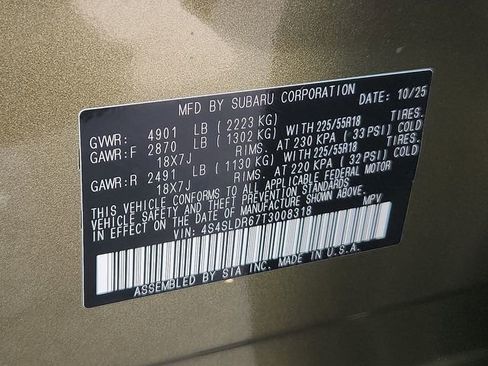 MFD BY SUBARU CORPORATION DATE: 10/25
GVWR: 4901 LB (2223 KG)
GAWR:F 2870 LB (1302 KG) WITH 225/55R18 TIRES.
18X7J RIMS. AT 230 KPA (33 PSI) COLD
GAWR:R 2491 LB (1130 KG) WITH 225/55R18 TIRES.
18X7J RIMS. AT 220 KPA (32 PSI) COLD
THIS VEHICLE CONFORMS TO ALL APPLICABLE FEDERAL MOTOR
VEHICLE SAFETY AND THEFT PREVENTION STANDARDS
IN EFFECT ON THE DATE OF MANUFACTURE SHOWN ABOVE.
VIN: 4S4SLDR67T3008318 MPV
ASSEMBLED BY SIA INC. MADE IN U.S.A.